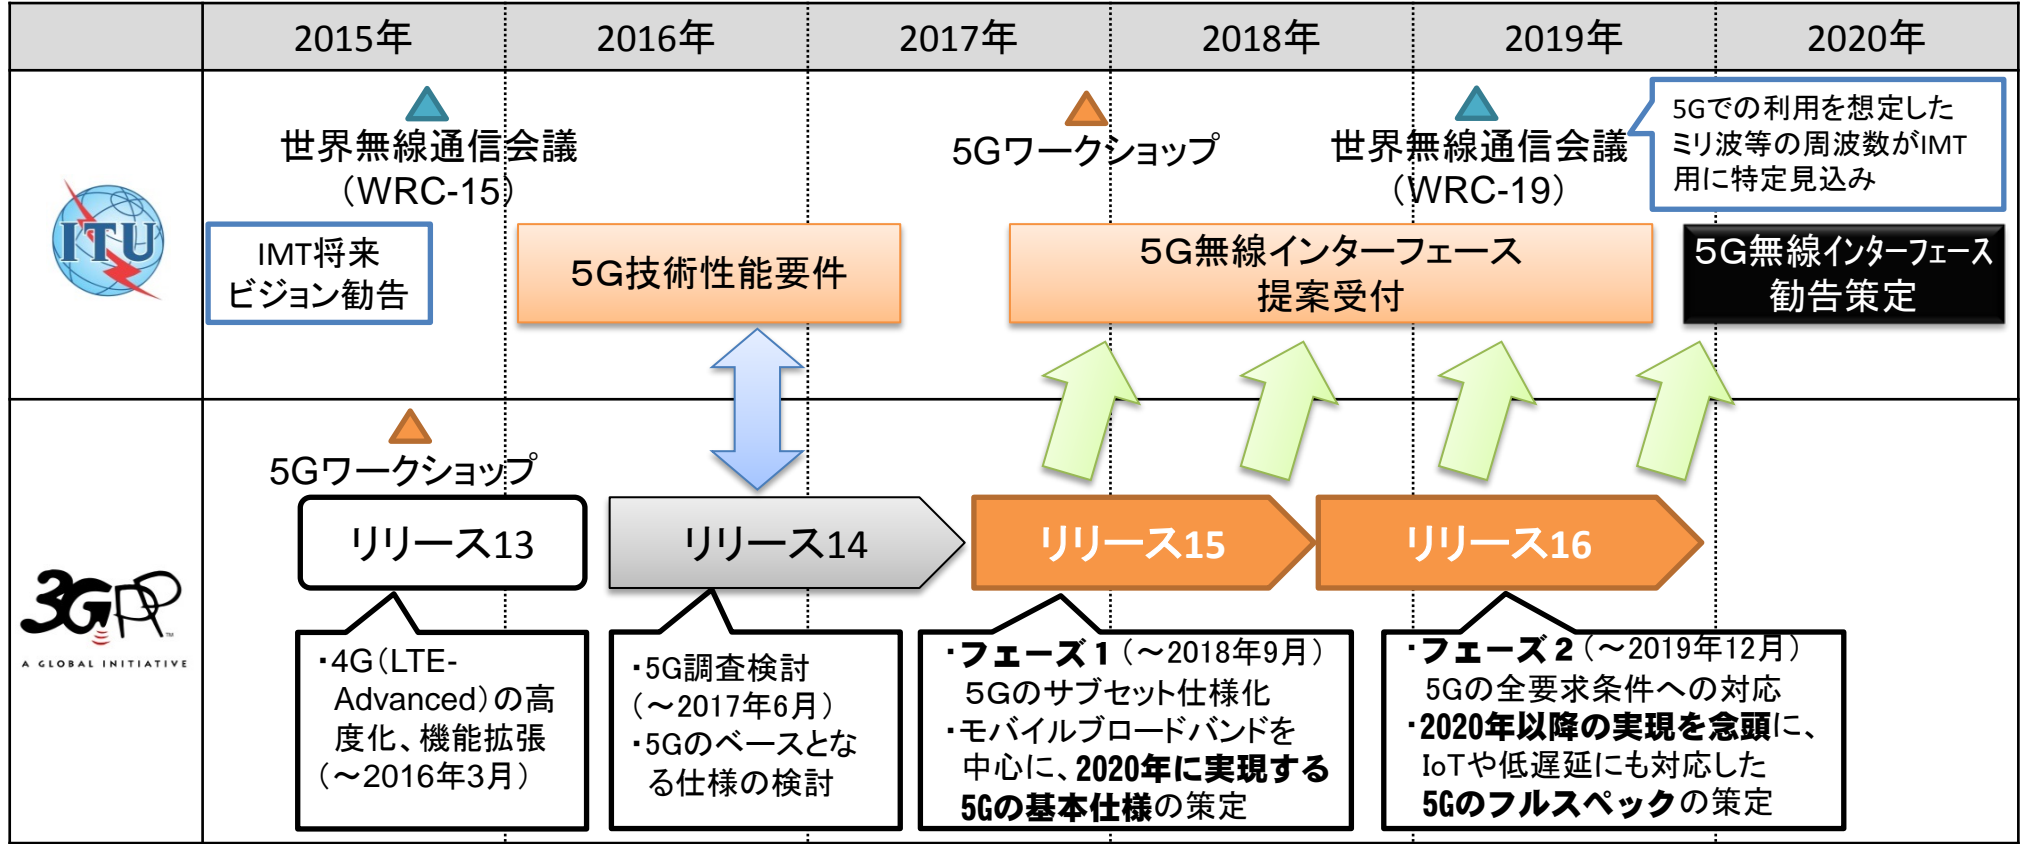 2015年 2016年 2017年 2018年 2019年 2020年
世界無線通信会議
（WRC-15）
5Gワークショップ
世界無線通信会議
（WRC-19）
5Gでの利用を想定した
ミリ波等の周波数がIMT
用に特定見込み
ITU
IMT将来
ビジョン勧告
５G技術性能要件
５G無線インターフェース
提案受付
５G無線インターフェース
勧告策定
5Gワークショップ
リリース13
リリース14
リリース15
リリース16
3GPP
TM
A GLOBAL INITIATIVE
・4G（LTE-
Advanced）の高
度化、機能拡張
（～2016年3月）
・5G調査検討
（～2017年6月）
・5Gのベースとな
る仕様の検討
・フェーズ１（～2018年9月）
５Gのサブセット仕様化
・モバイルブロードバンドを
中心に、2020年に実現する
5Gの基本仕様の策定
・フェーズ２（～2019年12月）
5Gの全要求条件への対応
・2020年以降の実現を念頭に、
IoTや低遅延にも対応した
5Gのフルスペックの策定